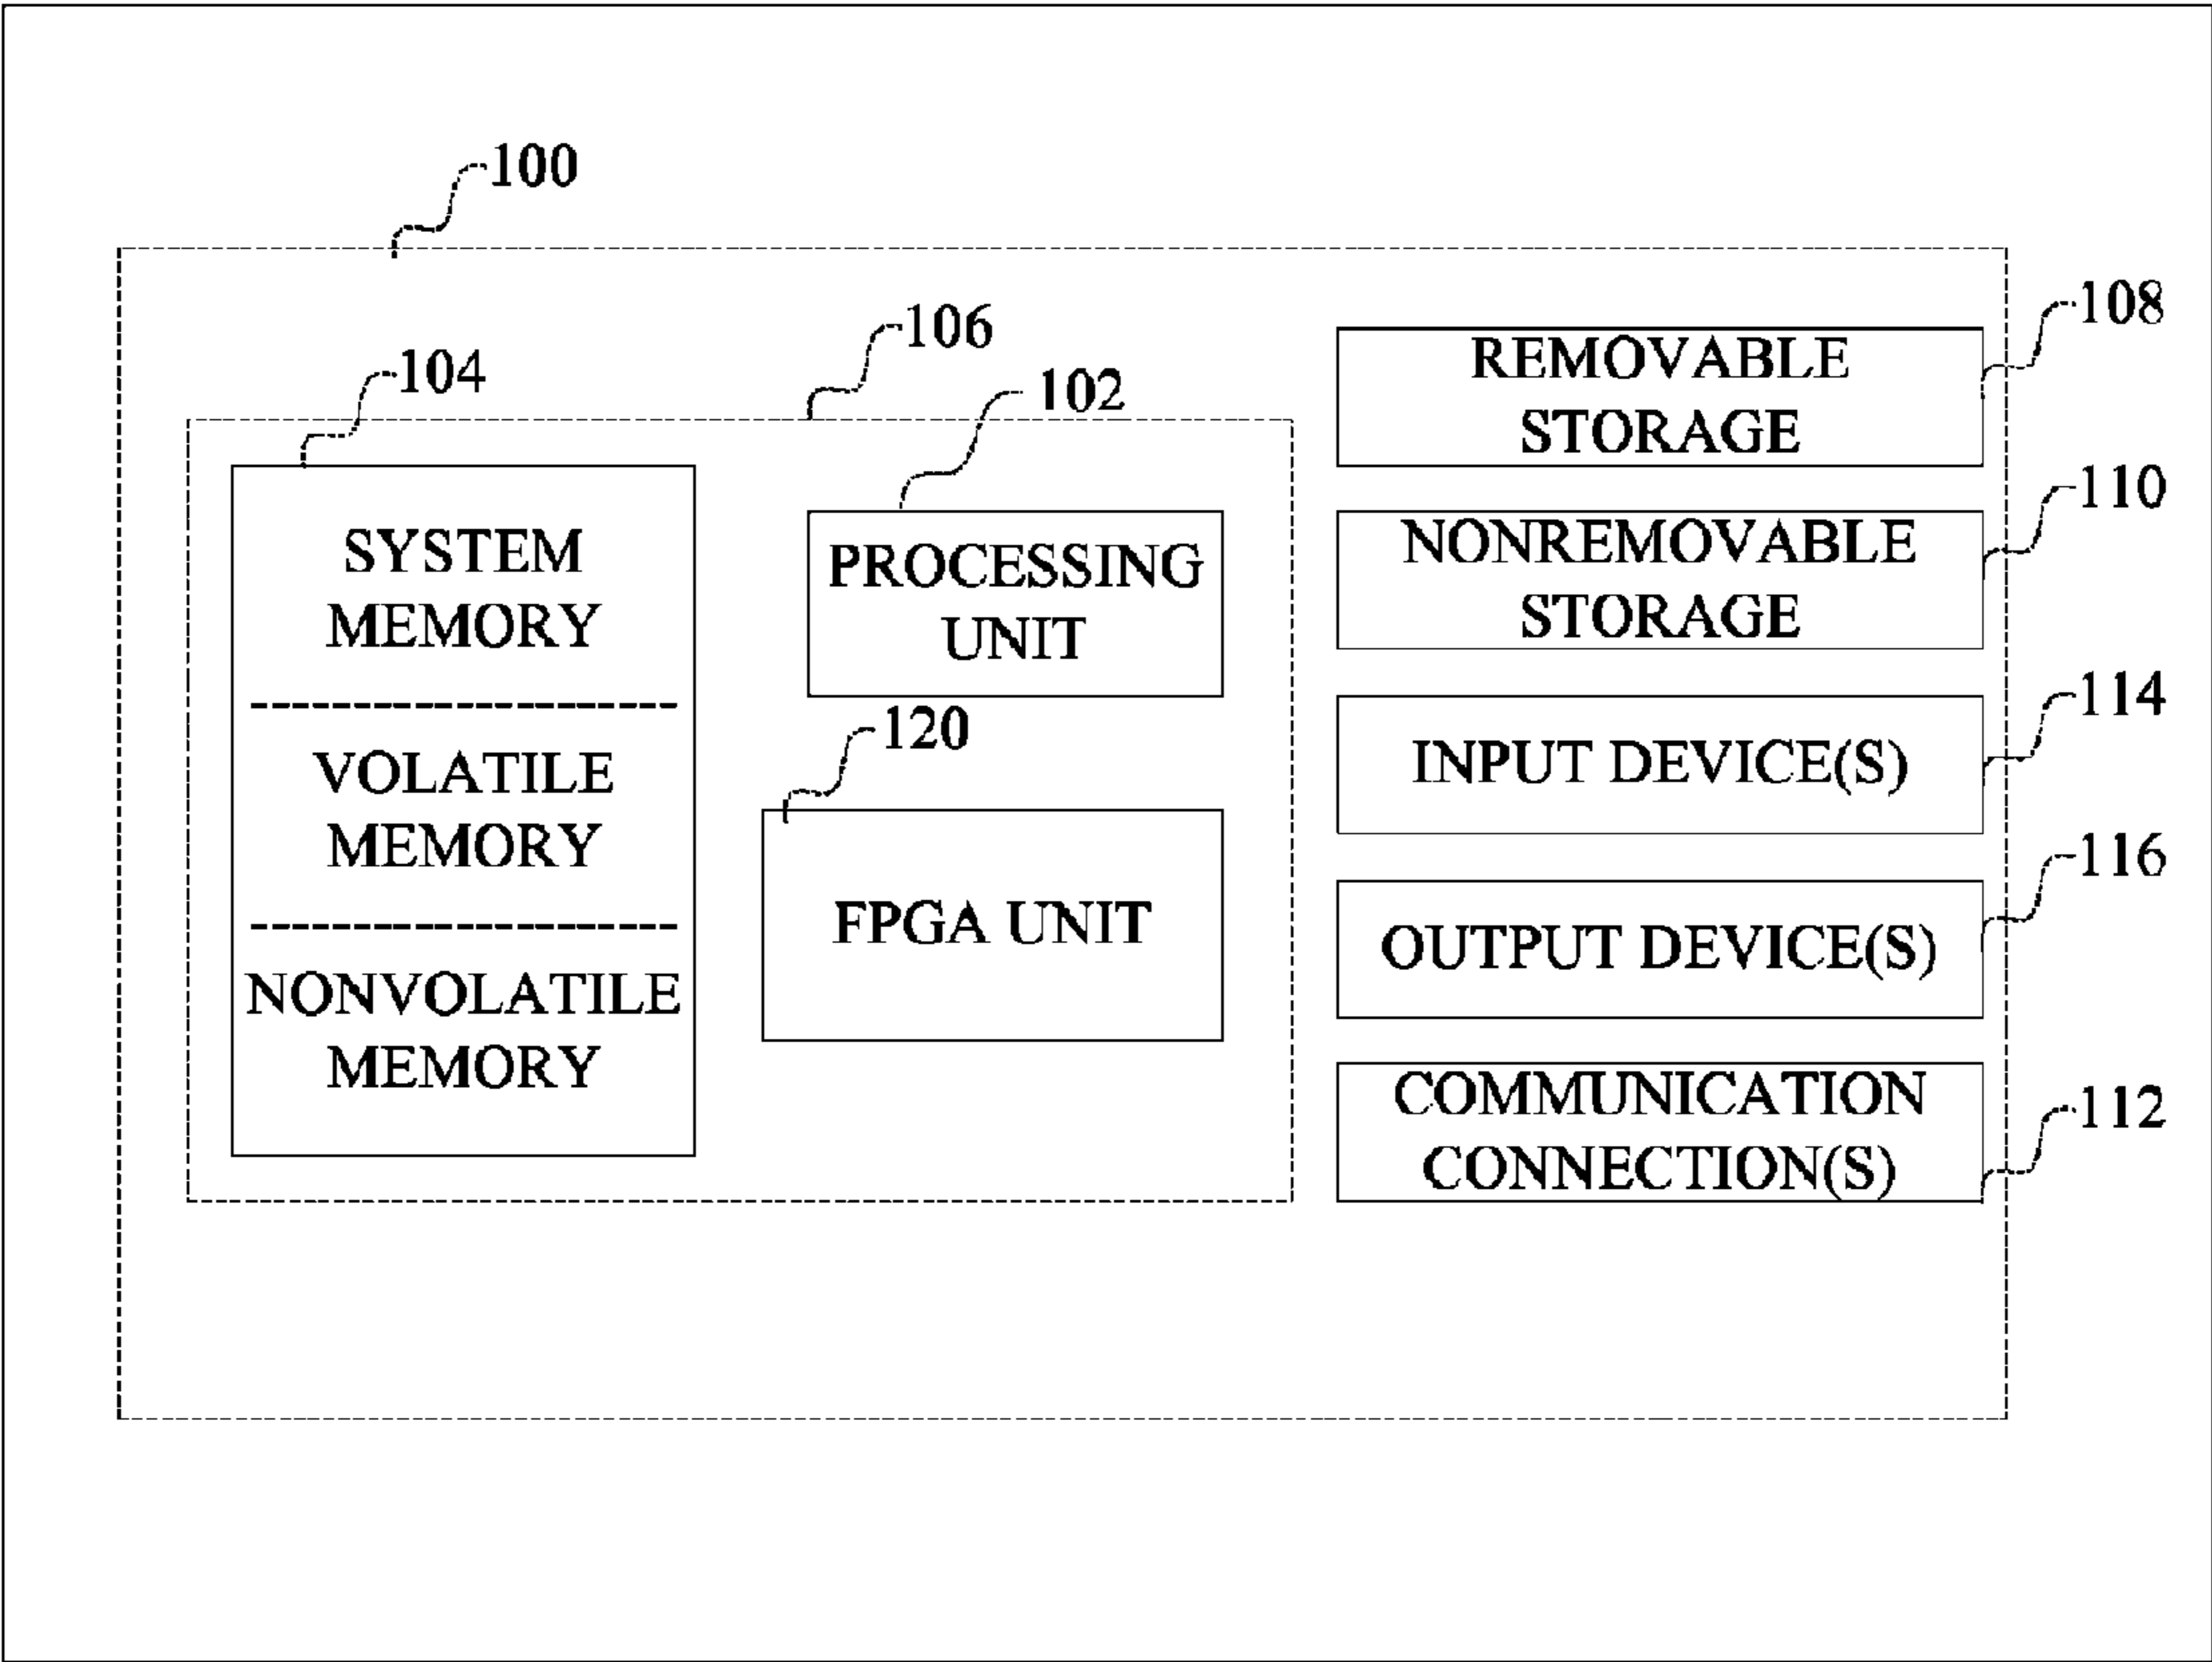 100
106
104
102
108
SYSTEM
MEMORY
VOLATILE
MEMORY
NONVOLATILE
MEMORY
PROCESSING
UNIT
120
FPGA UNIT
REMOVABLE
STORAGE
110
NONREMOVABLE
STORAGE
114
INPUT DEVICE(S)
116
OUTPUT DEVICE(S)
112
COMMUNICATION
CONNECTION(S)